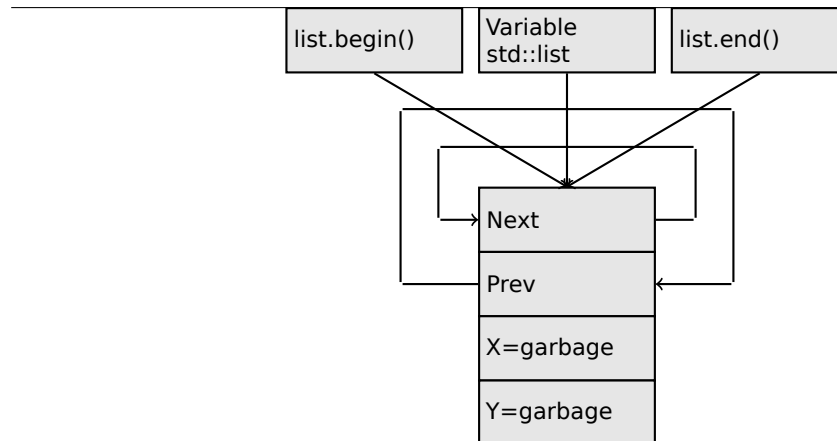 list.begin()
Variable
std::list
list.end()
Next
Prev
X=garbage
Y=garbage